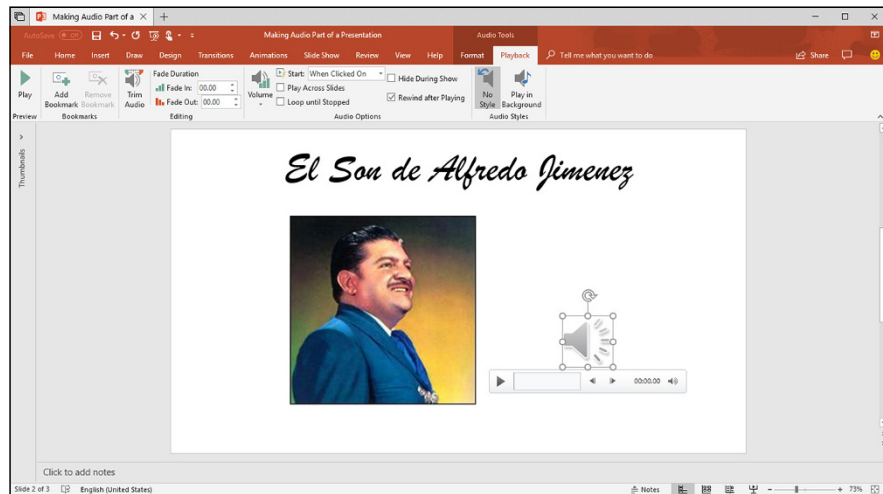 Making Audio Part of a
AutoSave Off
Making Audio Part of a Presentation
Audio Tools
File Home Insert Draw Design Transitions Animations Slide Show Review View Help Format Playback Tell me what you want to do Share
Play
Preview
Add Bookmark
Remove Bookmark
Bookmarks
Trim Audio
Fade Duration
Fade In: 00.00
Fade Out: 00.00
Editing
Volume
Start: When Clicked On
Play Across Slides
Loop until Stopped
Hide During Show
Rewind after Playing
Audio Options
No Style
Play in Background
Audio Styles
Thumbnails
El Son de Alfredo Jimenez
00:00.00
Click to add notes
Slide 2 of 3 English (United States) Notes 73%